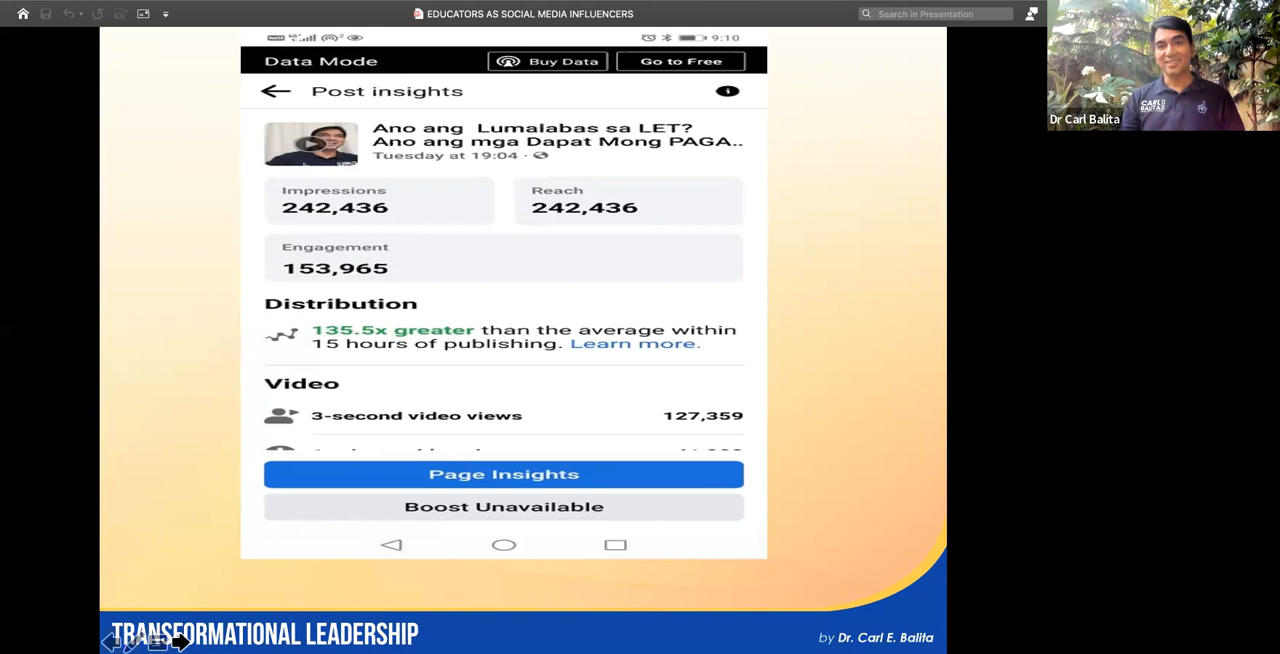 EDUCATORS AS SOCIAL MEDIA INFLUENCERS
Search in Presentation
9:10
Data Mode
Buy Data
Go to Free
Post insights
Ano ang Lumalabas sa LET?
Ano ang mga Dapat Mong PAGA..
Tuesday at 19:04 ·
Impressions
242,436
Reach
242,436
Engagement
153,965
Distribution
135.5x greater than the average within
15 hours of publishing. Learn more.
Video
3-second video views
127,359
Page Insights
Boost Unavailable
TRANSFORMATIONAL LEADERSHIP
by Dr. Carl E. Balita
CARL
BALITA
Dr Carl Balita